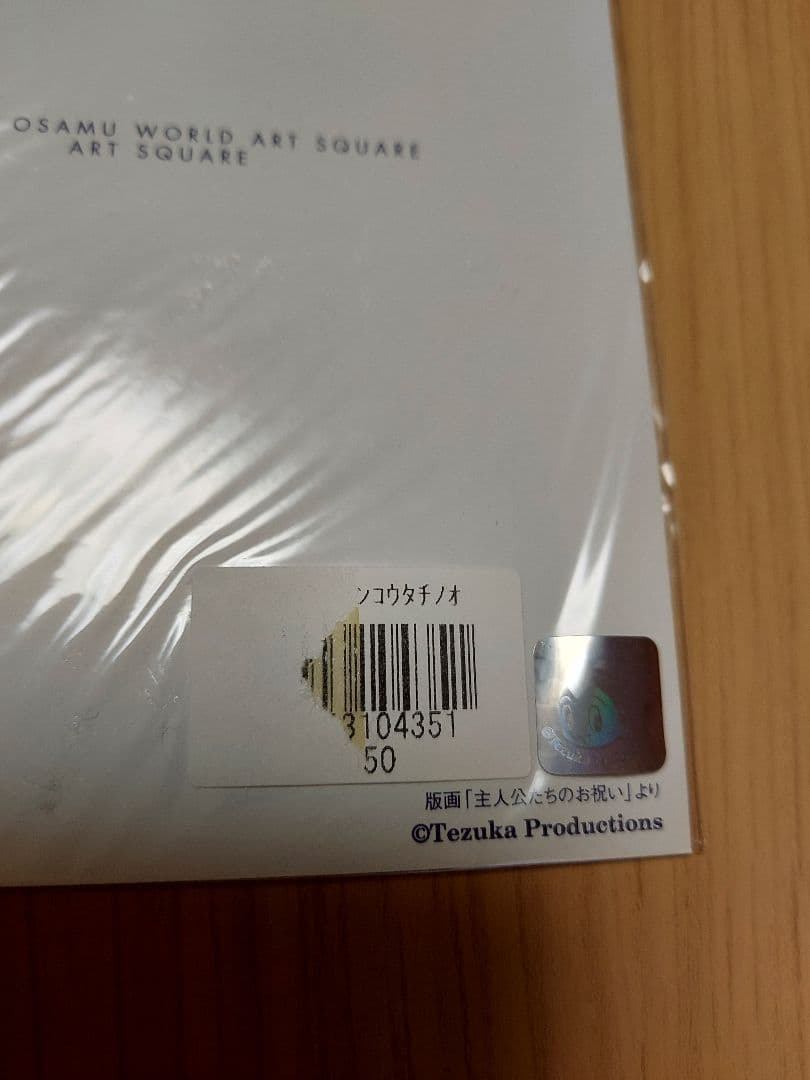 OSAMU WORLD ART SQUARE
ART SQUARE
ンコウタチノオ
3104351
50
©Tezuka
版画「主人公たちのお祝い」より
©Tezuka Productions